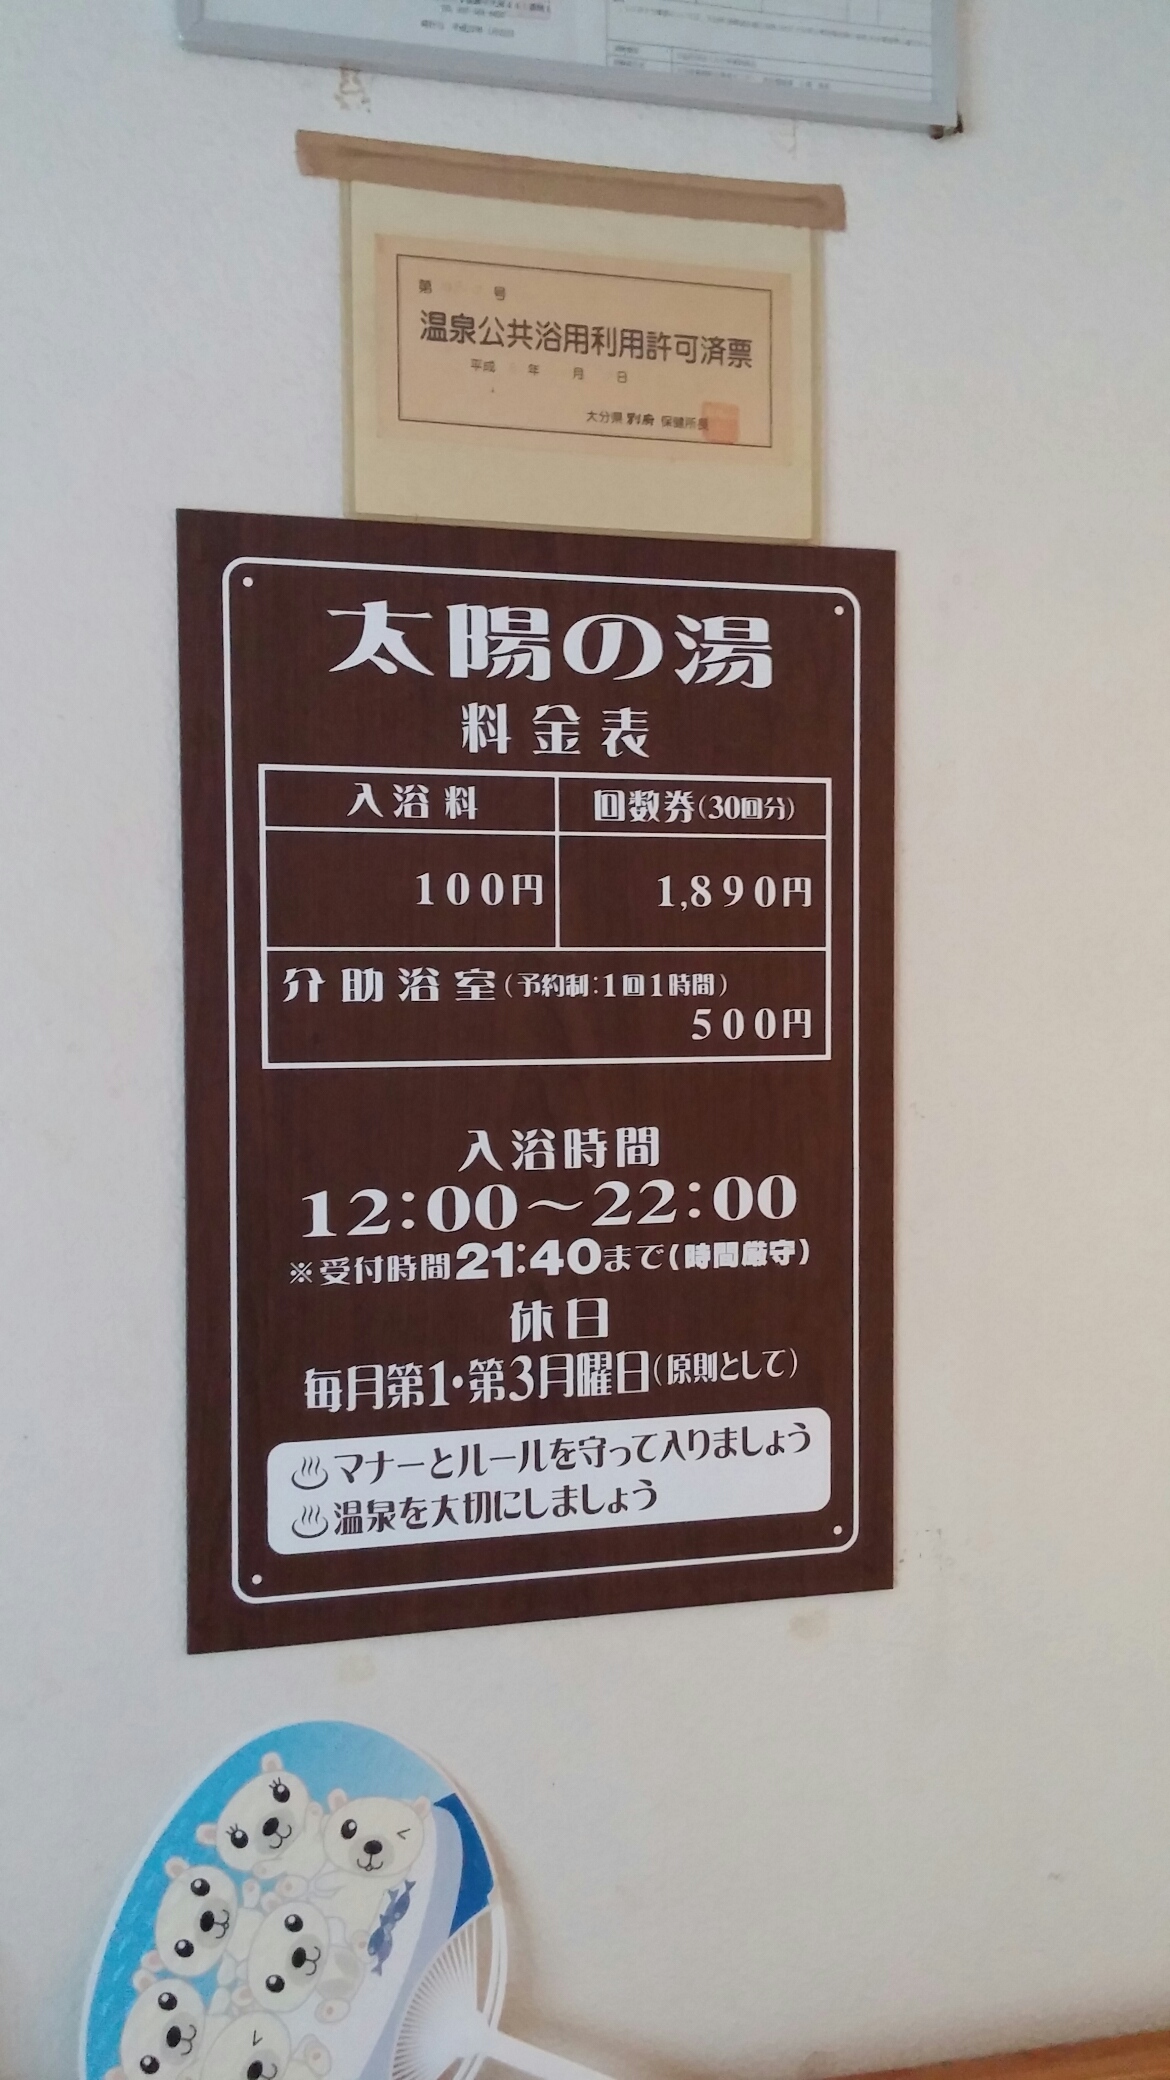 第 号
温泉公共浴用利用許可済票
平成 年 月 日
大分県 別府 保健所長
太陽の湯
料金表
入浴料 回数券(30回分)
100円 1,890円
介助浴室(予約制:1回1時間)
500円
入浴時間
12:00~22:00
※受付時間21:40まで(時間厳守)
休日
毎月第1・第3月曜日(原則として)
♨マナーとルールを守って入りましょう
♨温泉を大切にしましょう